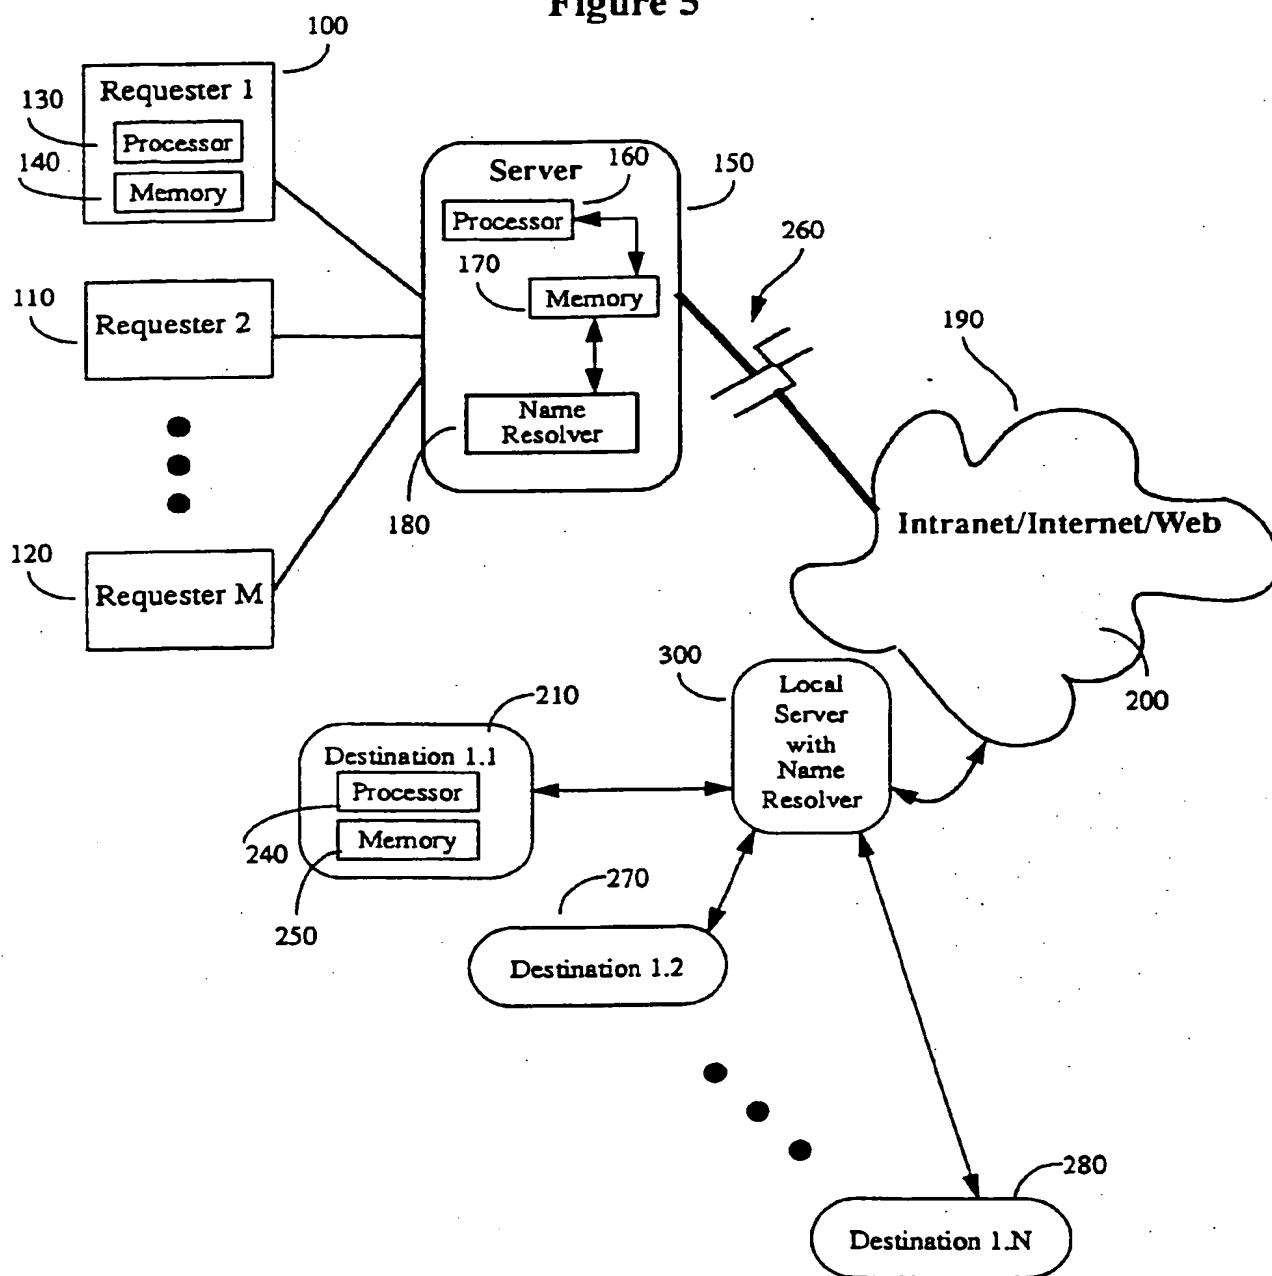 Figure 5
100
Requester 1
130
Processor
140
Memory
110
Requester 2
120
Requester M
Server
160
150
Processor
170
Memory
Name
Resolver
180
260
190
Intranet/Internet/Web
200
300
Local
Server
with
Name
Resolver
210
Destination 1.1
Processor
Memory
240
250
270
Destination 1.2
280
Destination 1.N